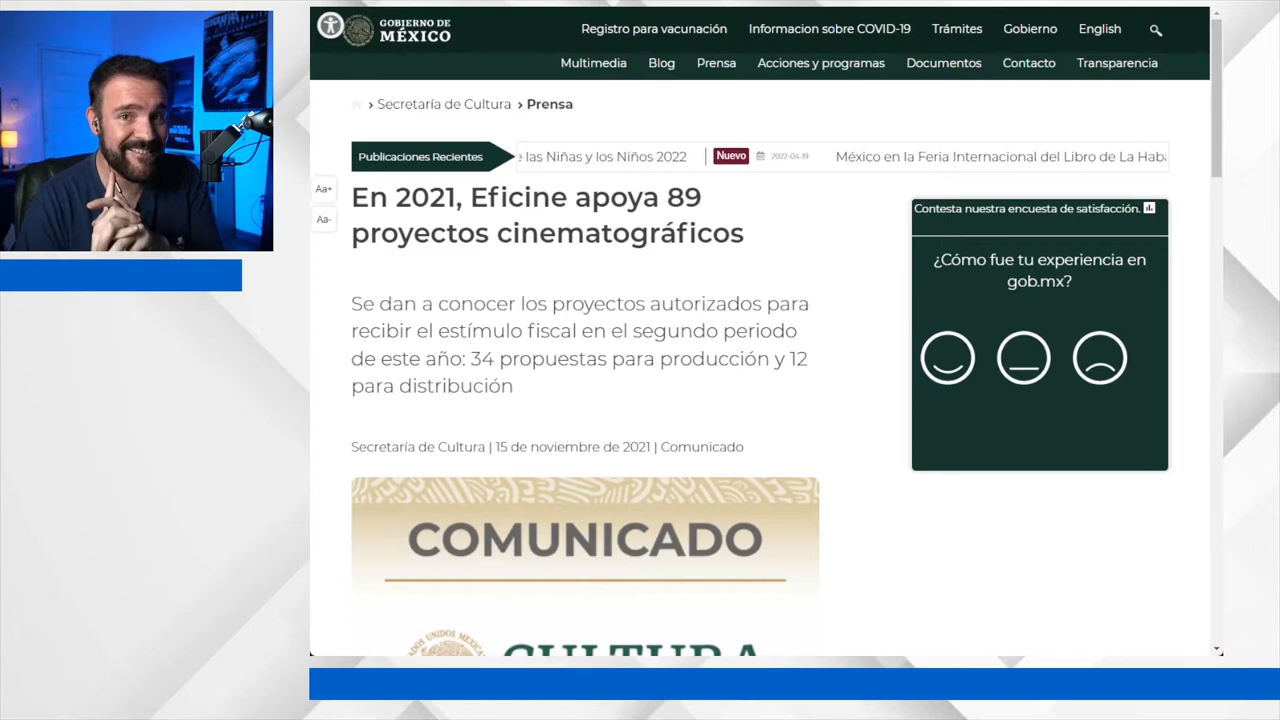 GOBIERNO DE
MÉXICO
Registro para vacunación Informacion sobre COVID-19 Trámites Gobierno English
Multimedia Blog Prensa Acciones y programas Documentos Contacto Transparencia
› Secretaría de Cultura › Prensa
Publicaciones Recientes
las Niñas y los Niños 2022 | Nuevo 2022-04-19 México en la Feria Internacional del Libro de La
Aa+
Aa-
En 2021, Eficine apoya 89
proyectos cinematográficos
Se dan a conocer los proyectos autorizados para
recibir el estímulo fiscal en el segundo periodo
de este año: 34 propuestas para producción y 12
para distribución
Secretaría de Cultura | 15 de noviembre de 2021 | Comunicado
Contesta nuestra encuesta de satisfacción.
¿Cómo fue tu experiencia en
gob.mx?
COMUNICADO
CULTURA